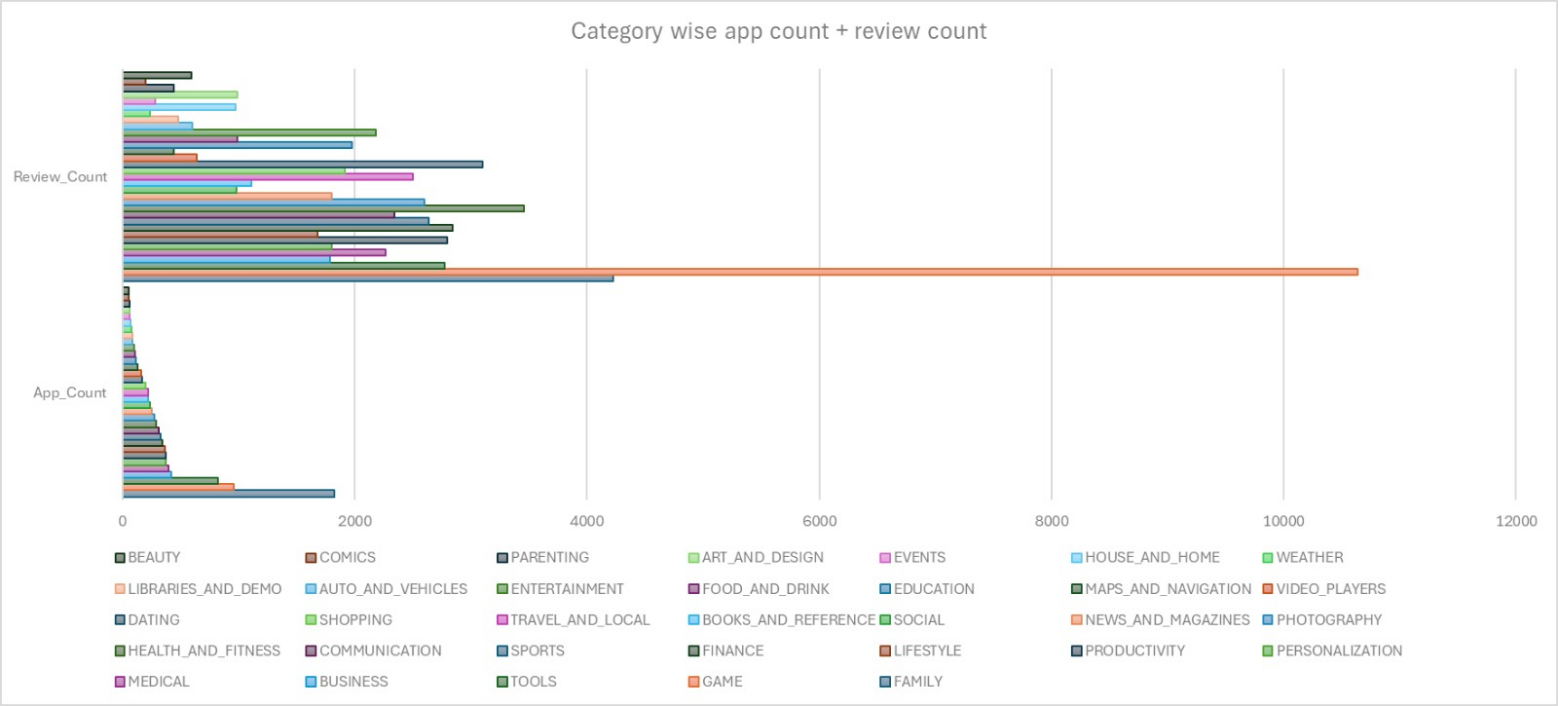 Category wise app count + review count
Review_Count
App_Count
0 2000 4000 6000 8000 10000 12000
BEAUTY COMICS PARENTING ART_AND_DESIGN EVENTS HOUSE_AND_HOME WEATHER
LIBRARIES_AND_DEMO AUTO_AND_VEHICLES ENTERTAINMENT FOOD_AND_DRINK EDUCATION MAPS_AND_NAVIGATION VIDEO_PLAYERS
DATING SHOPPING TRAVEL_AND_LOCAL BOOKS_AND_REFERENCE SOCIAL NEWS_AND_MAGAZINES PHOTOGRAPHY
HEALTH_AND_FITNESS COMMUNICATION SPORTS FINANCE LIFESTYLE PRODUCTIVITY PERSONALIZATION
MEDICAL BUSINESS TOOLS GAME FAMILY